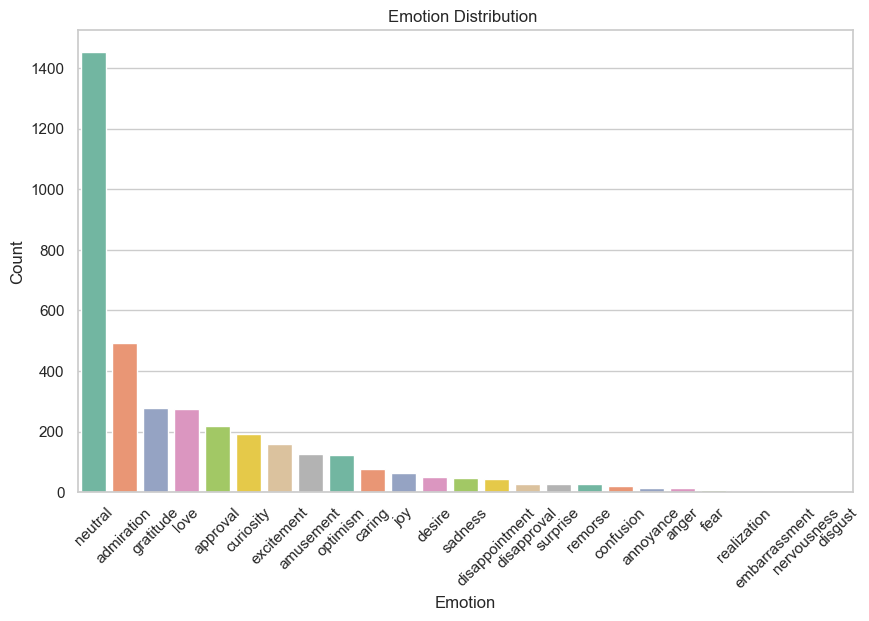 Emotion Distribution
Count
1400
1200
1000
800
600
400
200
0
neutral
admiration
gratitude
love
approval
curiosity
excitement
amusement
optimism
caring
joy
desire
sadness
disappointment
disapproval
surprise
remorse
confusion
annoyance
anger
fear
realization
embarrassment
nervousness
disgust
Emotion